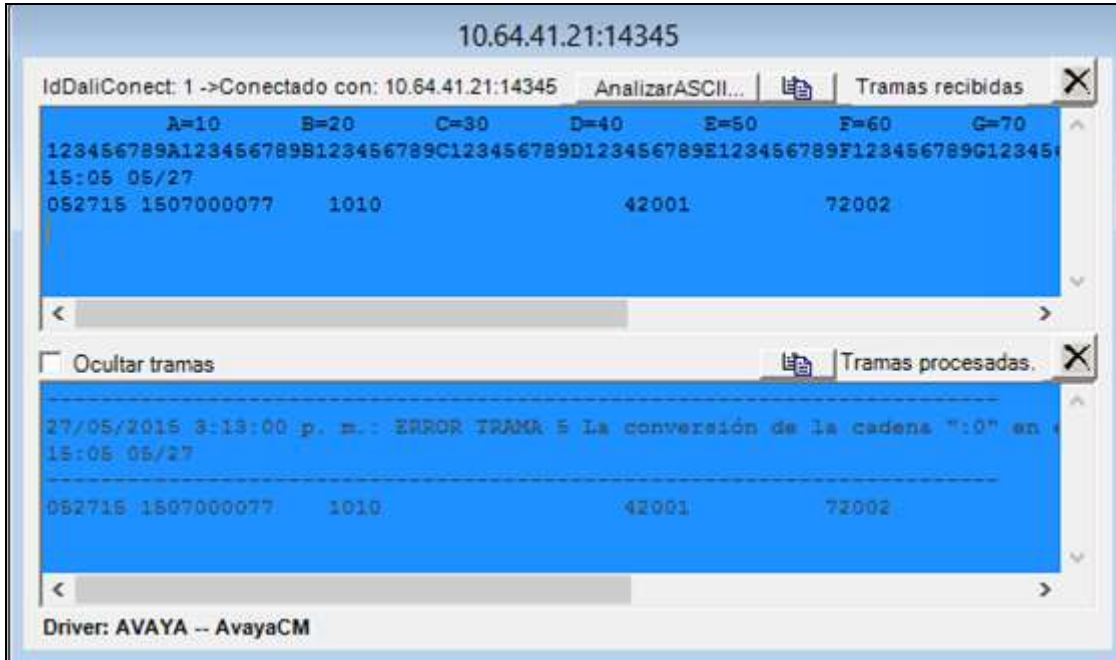 10.64.41.21:14345
IdDaliConect: 1 ->Conectado con: 10.64.41.21:14345 AnalizarASCII... Tramas recibidas
A=10 B=20 C=30 D=40 E=50 F=60 G=70
123456789A123456789B123456789C123456789D123456789E123456789F123456789G12345
15:05 05/27
052715 1507000077 1010 42001 72002
Ocultar tramas Tramas procesadas.
27/05/2015 3:13:00 p. m.: ERROR TRAMA 5 La conversión de la cadena ":0" en
15:05 05/27
052715 1507000077 1010 42001 72002
Driver: AVAYA -- AvayaCM